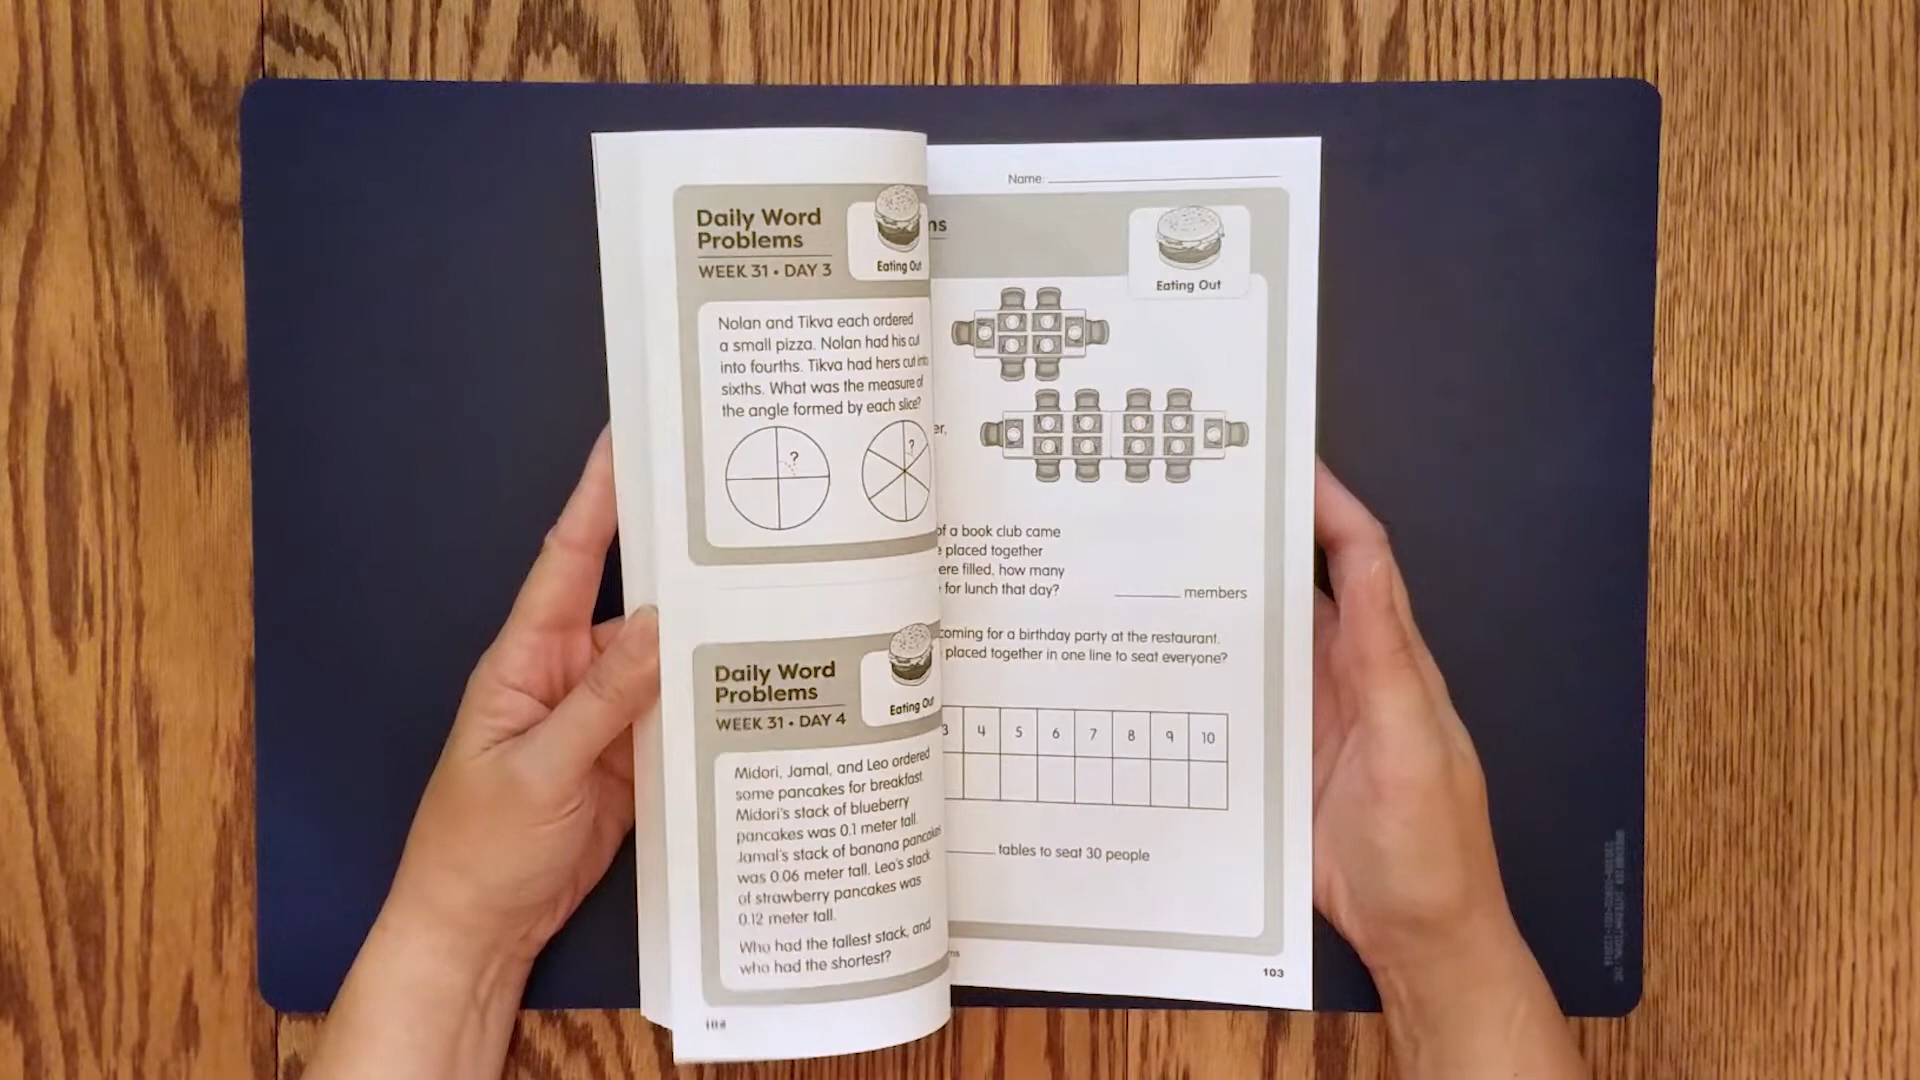 Daily Word
Problems
WEEK 31 • DAY 3
Eating Out
Nolan and Tikva each ordered
a small pizza. Nolan had his cut
into fourths. Tikva had hers cut into
sixths. What was the measure of
the angle formed by each slice?
?
?
Daily Word
Problems
WEEK 31 • DAY 4
Eating Out
Midori, Jamal, and Leo ordered
some pancakes for breakfast.
Midori's stack of blueberry
pancakes was 0.1 meter tall.
Jamal's stack of banana pancakes
was 0.06 meter tall. Leo's stack
of strawberry pancakes was
0.12 meter tall.
Who had the tallest stack, and
who had the shortest?
Name:
ms
Eating Out
er,
of a book club came
placed together
ere filled, how many
for lunch that day?
members
coming for a birthday party at the restaurant.
placed together in one line to seat everyone?
3 4 5 6 7 8 9 10
tables to seat 30 people
103